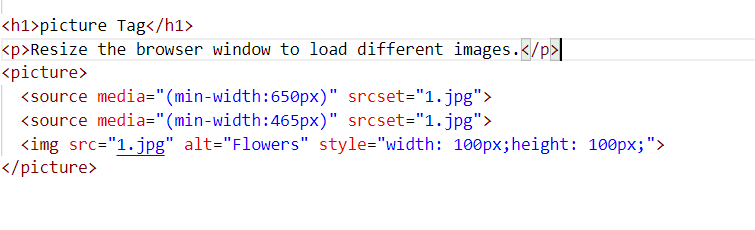 <h1>picture Tag</h1>
<p>Resize the browser window to load different images.</p>
<picture>
  <source media="(min-width:650px)" srcset="1.jpg">
  <source media="(min-width:465px)" srcset="1.jpg">
  <img src="1.jpg" alt="Flowers" style="width: 100px;height: 100px;">
</picture>